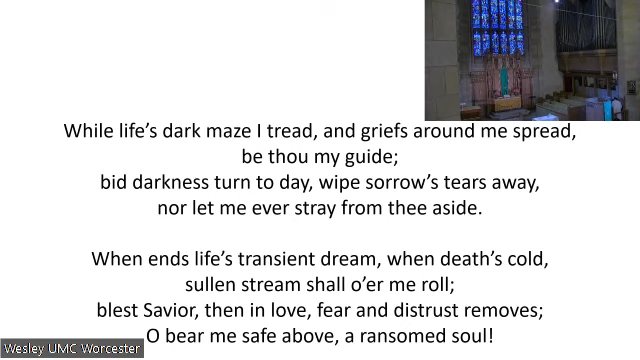 While life’s dark maze I tread, and griefs around me spread,
be thou my guide;
bid darkness turn to day, wipe sorrow’s tears away,
nor let me ever stray from thee aside.
When ends life’s transient dream, when death’s cold,
sullen stream shall o’er me roll;
blest Savior, then in love, fear and distrust removes;
O bear me safe above, a ransomed soul!
Wesley UMC Worcester